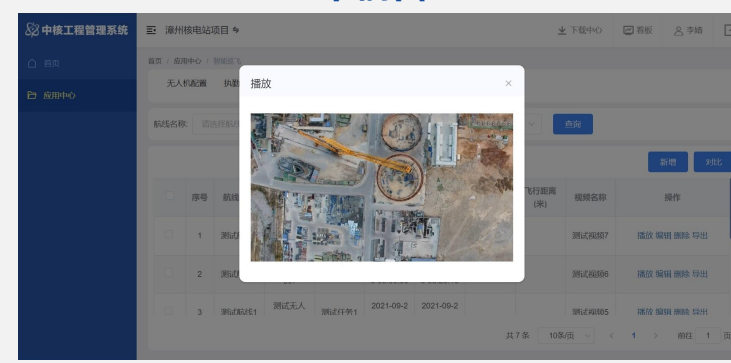 中核工程管理系统
漳州核电站项目
下载中心
看板
李婧
首页
应用中心
首页 / 应用中心 /
无人机配置
播放
航线名称:
查询
新增
对比
序号
飞行距离
(米)
视频名称
操作
1
测试视频7
播放 编辑 删除 导出
2
测试视频6
播放 编辑 删除 导出
3
测试航线1
测试无人
测试任务1
2021-09-2
2021-09-2
测试视频5
播放 编辑 删除 导出
共 7 条
10条/页
1
前往
1
页